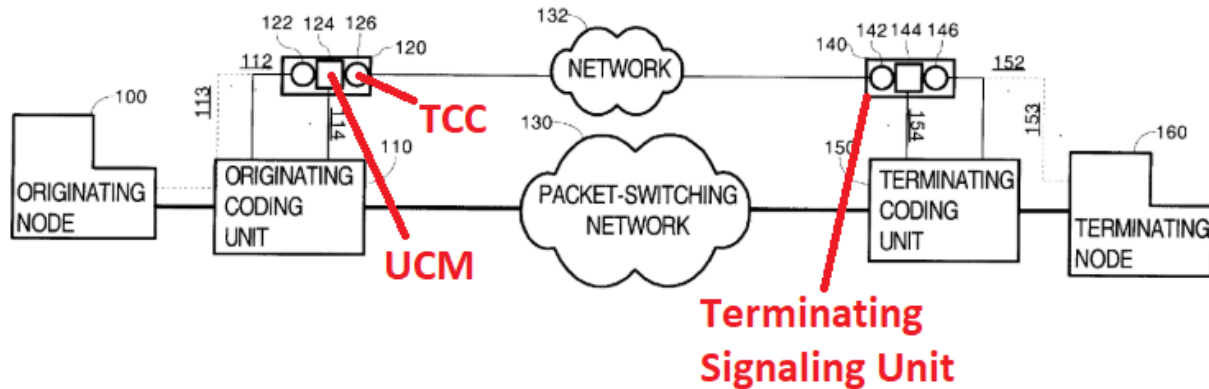 132
122
124
126
120
112
113
114
TCC
NETWORK
140
142
144
146
152
153
154
100
ORIGINATING
NODE
110
ORIGINATING
CODING
UNIT
UCM
130
PACKET-SWITCHING
NETWORK
150
TERMINATING
CODING
UNIT
160
TERMINATING
NODE
Terminating
Signaling Unit